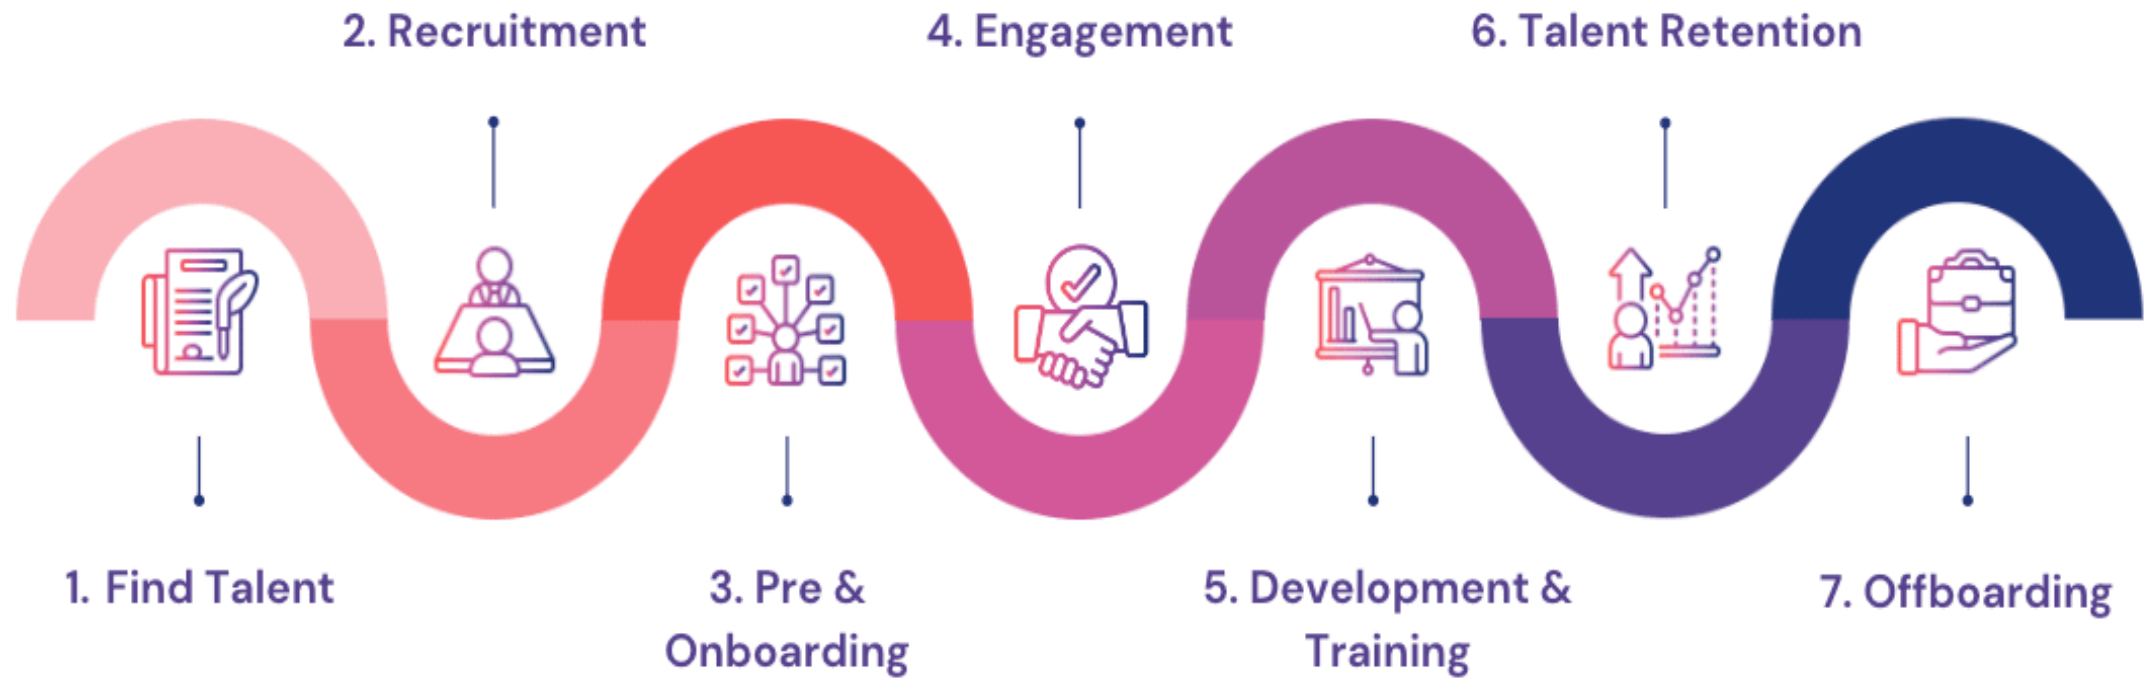 1. Find Talent
2. Recruitment
3. Pre &
Onboarding
4. Engagement
5. Development &
Training
6. Talent Retention
7. Offboarding